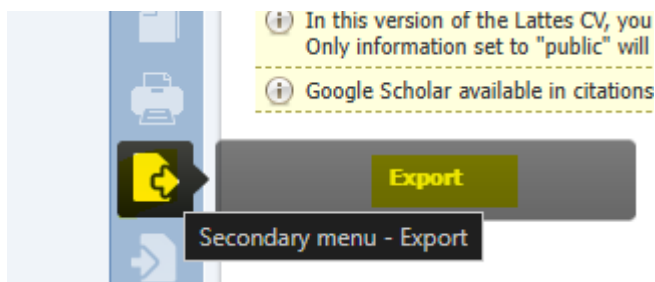 In this version of the Lattes CV, you
Only information set to "public" will
Google Scholar available in citations
Export
Secondary menu - Export